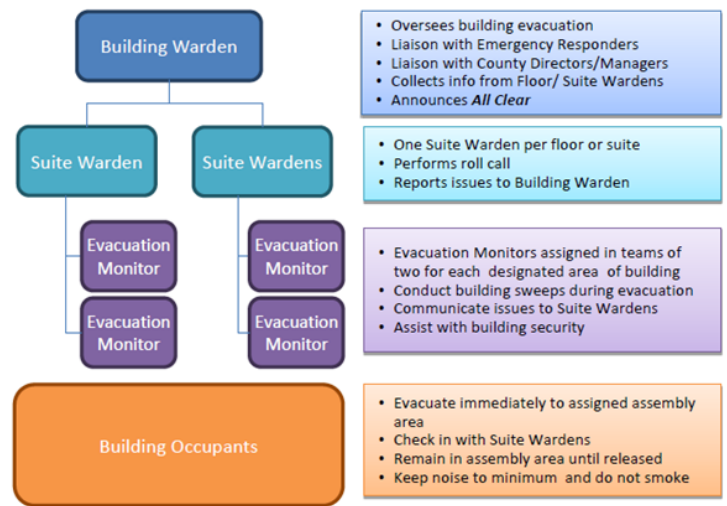 Building Warden
• Oversees building evacuation
• Liaison with Emergency Responders
• Liaison with County Directors/Managers
• Collects info from Floor/ Suite Wardens
• Announces All Clear
Suite Warden
Suite Wardens
• One Suite Warden per floor or suite
• Performs roll call
• Reports issues to Building Warden
Evacuation
Monitor
Evacuation
Monitor
Evacuation
Monitor
Evacuation
Monitor
• Evacuation Monitors assigned in teams of
two for each designated area of building
• Conduct building sweeps during evacuation
• Communicate issues to Suite Wardens
• Assist with building security
Building Occupants
• Evacuate immediately to assigned assembly
area
• Check in with Suite Wardens
• Remain in assembly area until released
• Keep noise to minimum and do not smoke